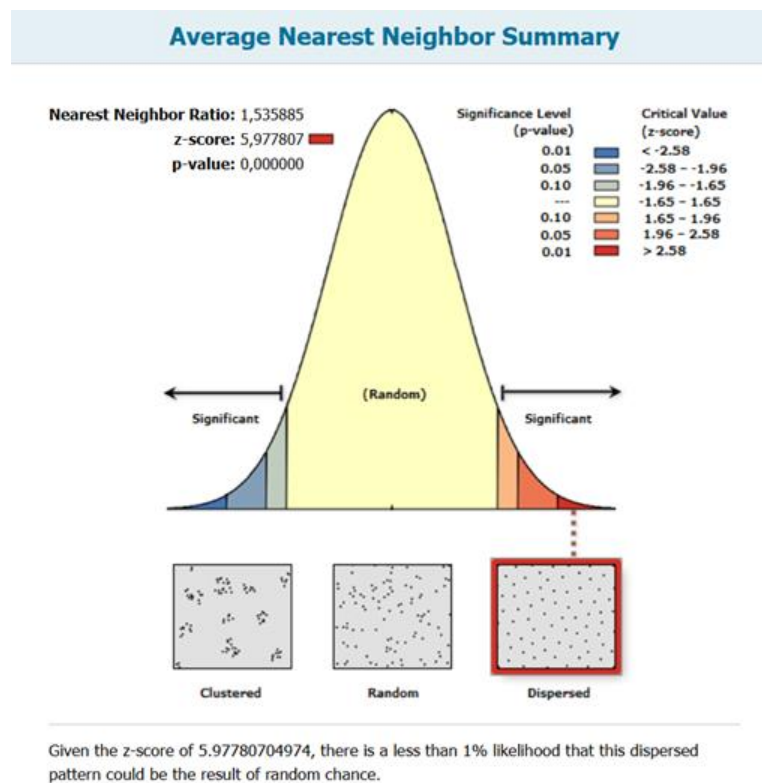 Average Nearest Neighbor Summary
Nearest Neighbor Ratio: 1,535885
z-score: 5,977807
p-value: 0,000000
Significance Level (p-value)
Critical Value (z-score)
0.01 < -2.58
0.05 -2.58 – -1.96
0.10 -1.96 – -1.65
--- -1.65 – 1.65
0.10 1.65 – 1.96
0.05 1.96 – 2.58
0.01 > 2.58
(Random)
Significant
Significant
Clustered
Random
Dispersed
Given the z-score of 5.97780704974, there is a less than 1% likelihood that this dispersed
pattern could be the result of random chance.